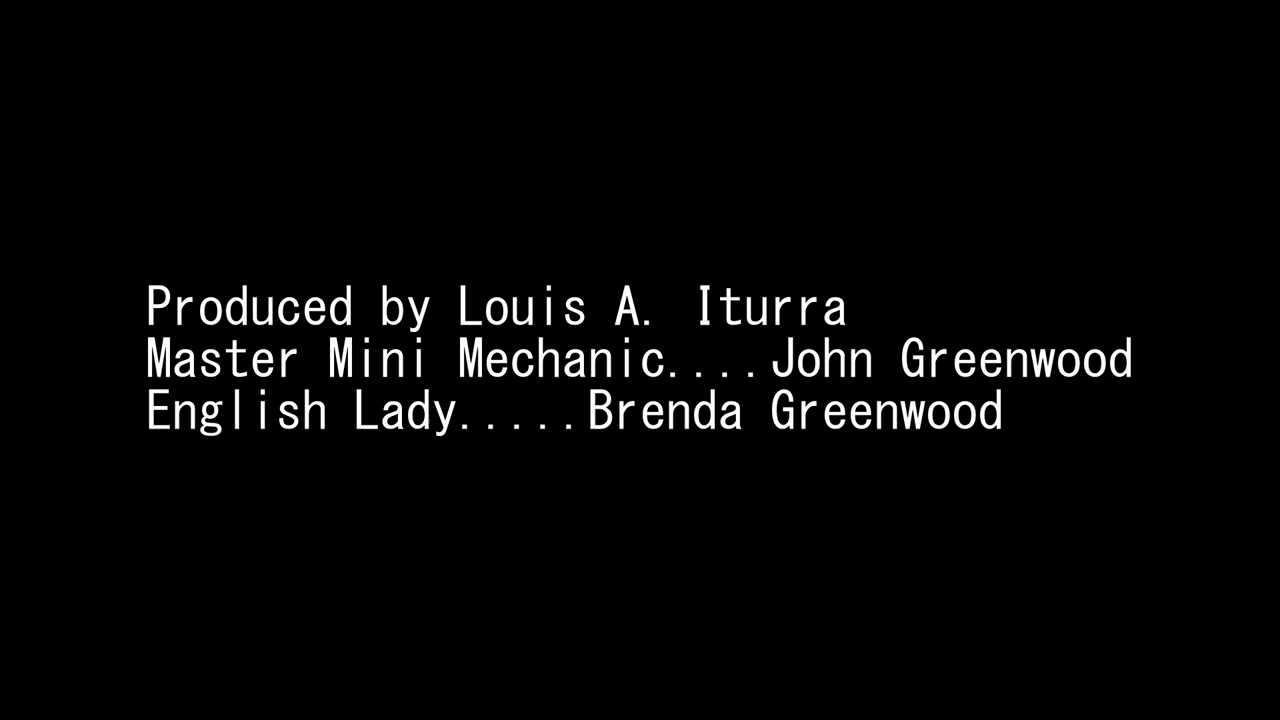 Produced by Louis A. Iturra
Master Mini Mechanic....John Greenwood
English Lady.....Brenda Greenwood